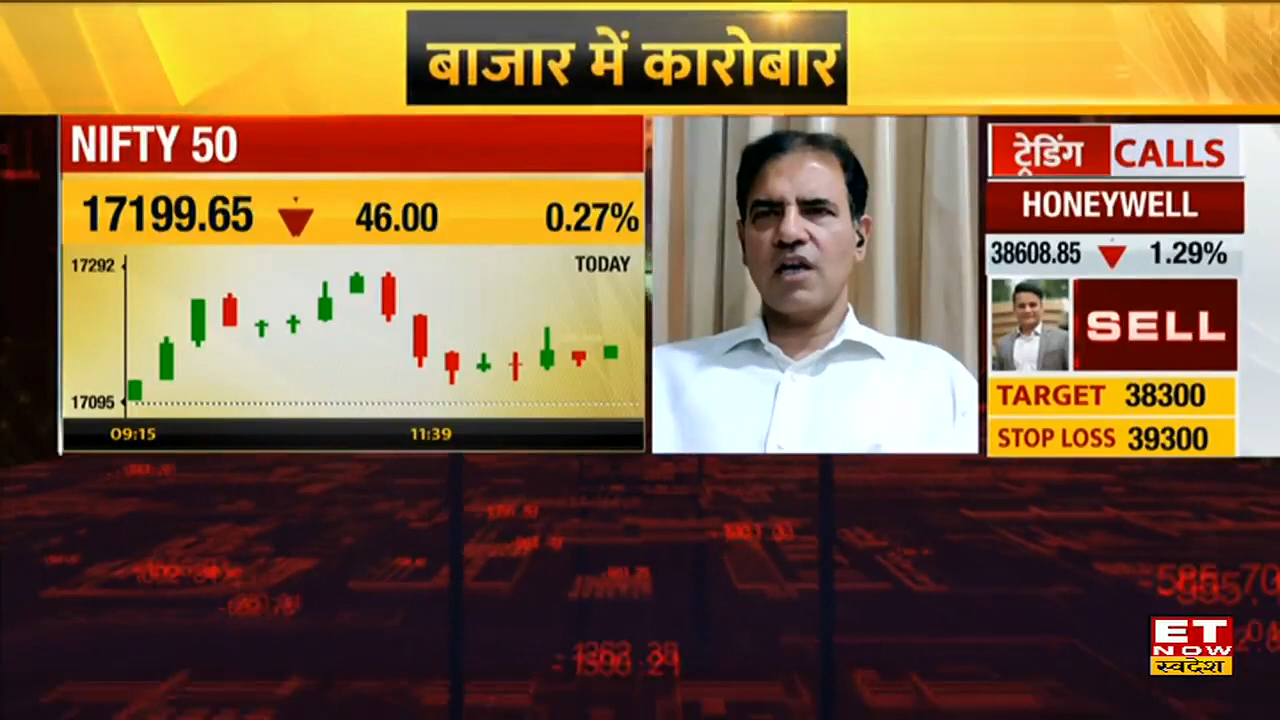 बाजार में कारोबार
NIFTY 50
17199.65 46.00 0.27%
17292
TODAY
17095
09:15 11:39
ट्रेडिंग CALLS
HONEYWELL
38608.85 1.29%
SELL
TARGET 38300
STOP LOSS 39300
ET
NOW
स्वदेश